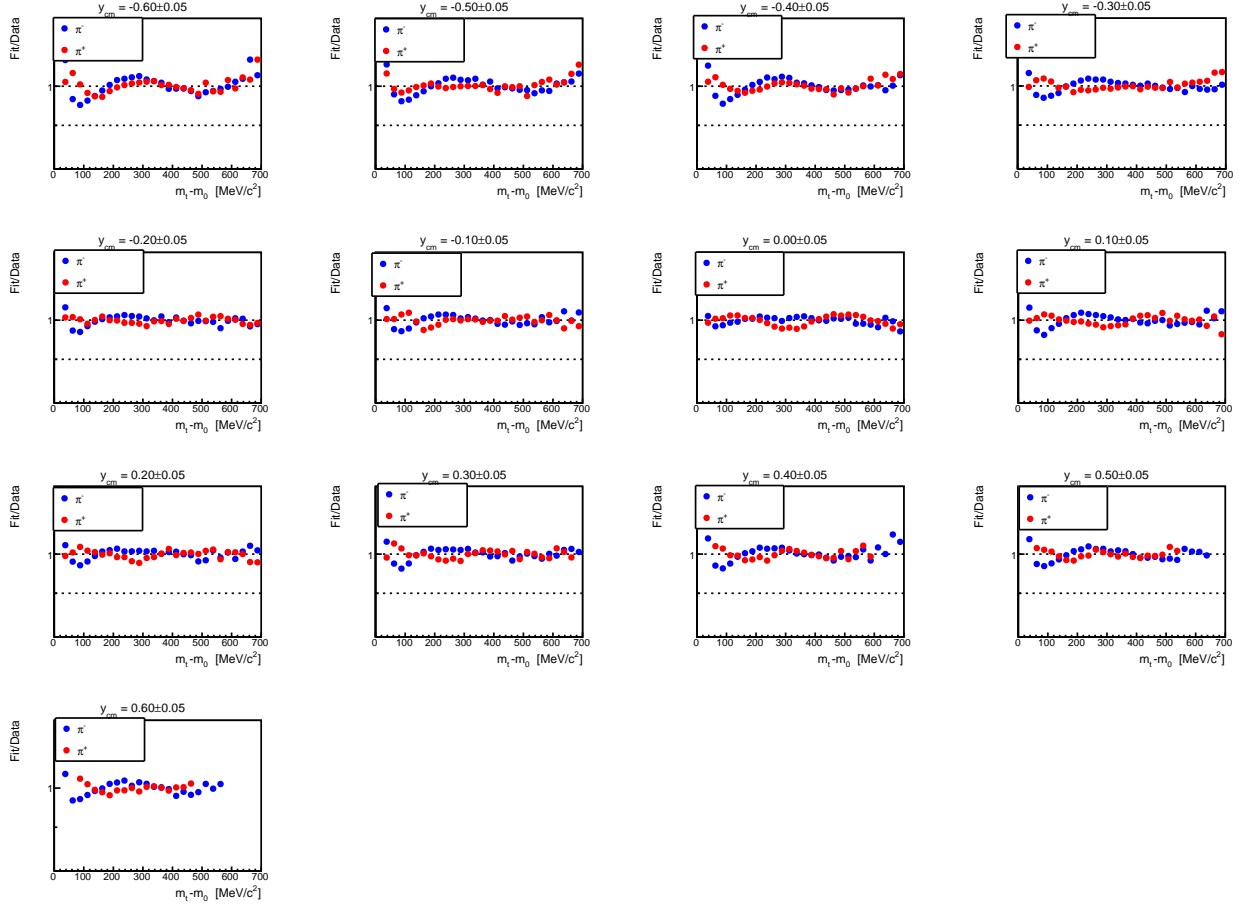 y_cm = -0.60±0.05
Fit/Data
π⁻
π⁺
1
0 100 200 300 400 500 600 700
m_t-m_0 [MeV/c²]
y_cm = -0.50±0.05
Fit/Data
π⁻
π⁺
1
0 100 200 300 400 500 600 700
m_t-m_0 [MeV/c²]
y_cm = -0.40±0.05
Fit/Data
π⁻
π⁺
1
0 100 200 300 400 500 600 700
m_t-m_0 [MeV/c²]
y_cm = -0.30±0.05
Fit/Data
π⁻
π⁺
1
0 100 200 300 400 500 600 700
m_t-m_0 [MeV/c²]
y_cm = -0.20±0.05
Fit/Data
π⁻
π⁺
1
0 100 200 300 400 500 600 700
m_t-m_0 [MeV/c²]
y_cm = -0.10±0.05
Fit/Data
π⁻
π⁺
1
0 100 200 300 400 500 600 700
m_t-m_0 [MeV/c²]
y_cm = 0.00±0.05
Fit/Data
π⁻
π⁺
1
0 100 200 300 400 500 600 700
m_t-m_0 [MeV/c²]
y_cm = 0.10±0.05
Fit/Data
π⁻
π⁺
1
0 100 200 300 400 500 600 700
m_t-m_0 [MeV/c²]
y_cm = 0.20±0.05
Fit/Data
π⁻
π⁺
1
0 100 200 300 400 500 600 700
m_t-m_0 [MeV/c²]
y_cm = 0.30±0.05
Fit/Data
π⁻
π⁺
1
0 100 200 300 400 500 600 700
m_t-m_0 [MeV/c²]
y_cm = 0.40±0.05
Fit/Data
π⁻
π⁺
1
0 100 200 300 400 500 600 700
m_t-m_0 [MeV/c²]
y_cm = 0.50±0.05
Fit/Data
π⁻
π⁺
1
0 100 200 300 400 500 600 700
m_t-m_0 [MeV/c²]
y_cm = 0.60±0.05
Fit/Data
π⁻
π⁺
1
0 100 200 300 400 500 600 700
m_t-m_0 [MeV/c²]